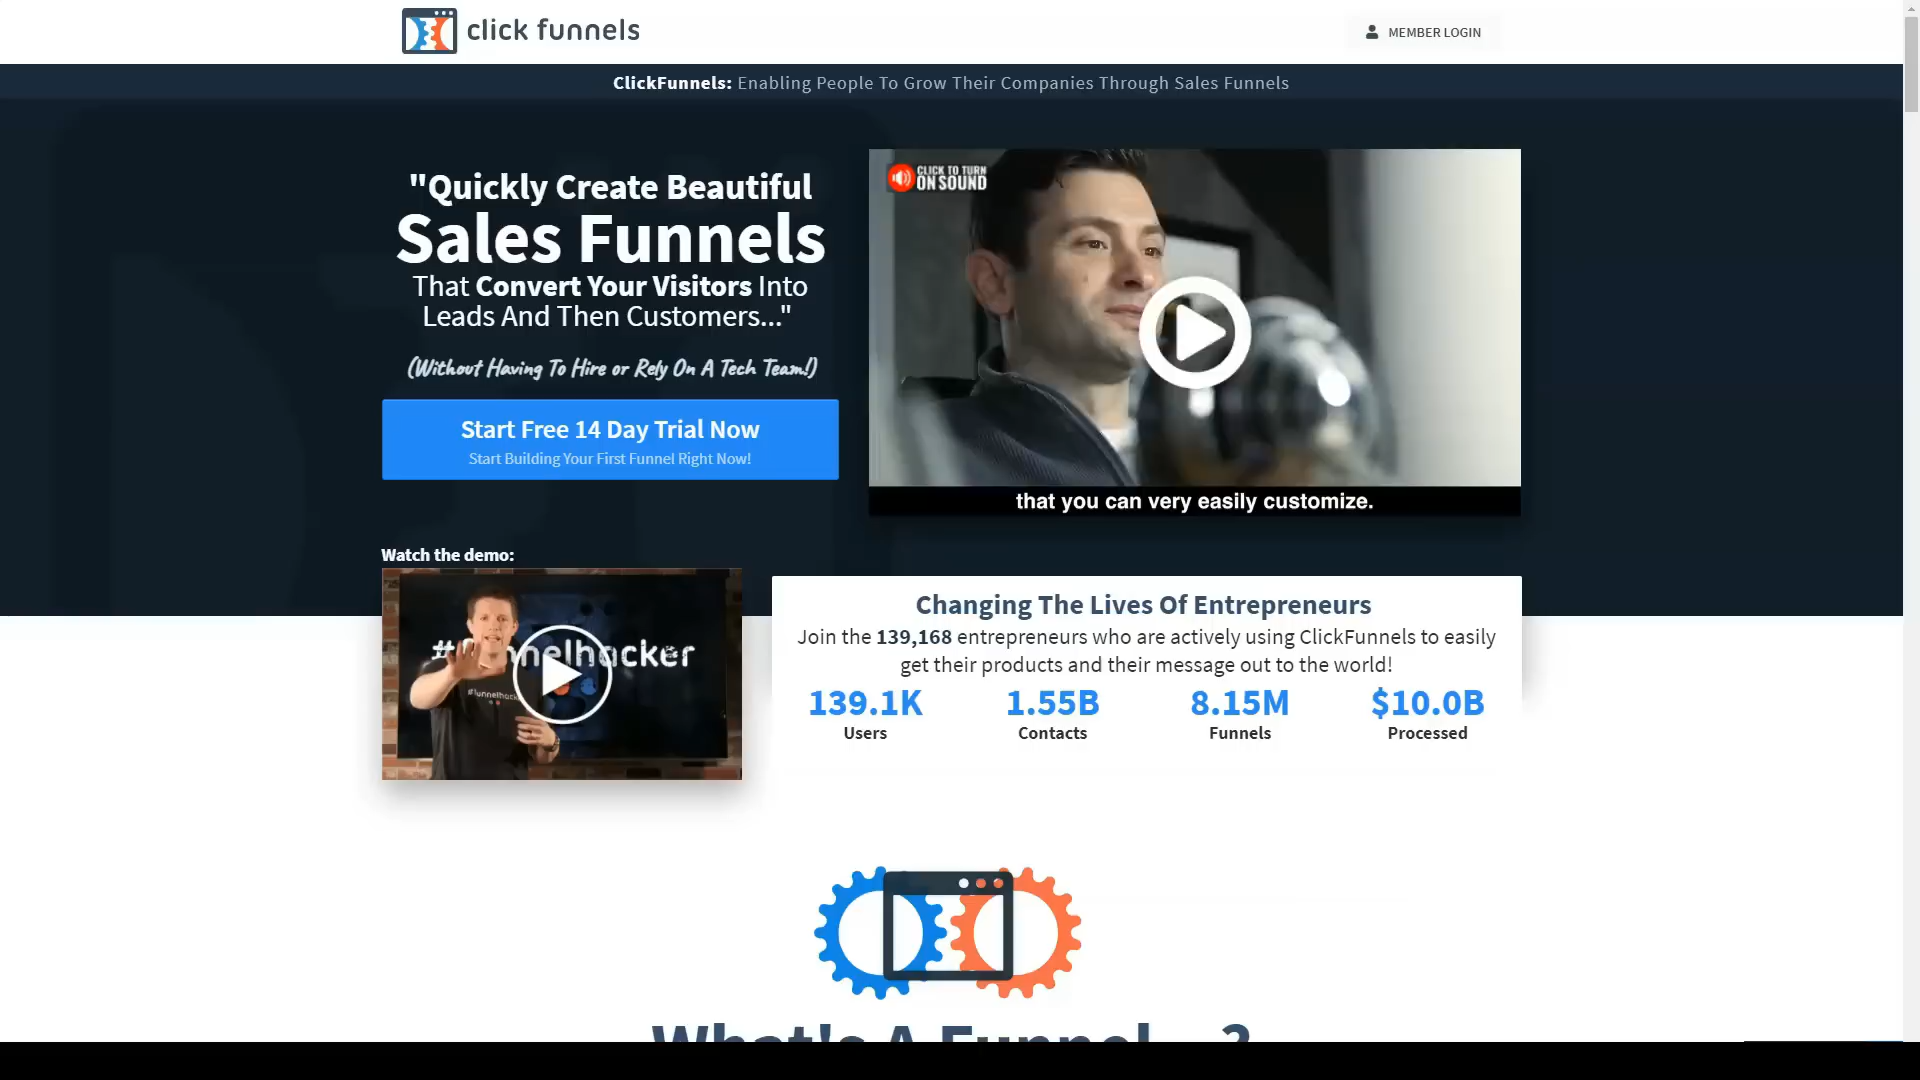 click funnels
MEMBER LOGIN
ClickFunnels: Enabling People To Grow Their Companies Through Sales Funnels
"Quickly Create Beautiful
Sales Funnels
That Convert Your Visitors Into
Leads And Then Customers..."
(Without Having To Hire or Rely On A Tech Team!)
Start Free 14 Day Trial Now
Start Building Your First Funnel Right Now!
CLICK TO TURN
ON SOUND
that you can very easily customize.
Watch the demo:
Changing The Lives Of Entrepreneurs
Join the 139,168 entrepreneurs who are actively using ClickFunnels to easily
get their products and their message out to the world!
139.1K 1.55B 8.15M $10.0B
Users Contacts Funnels Processed
What's A Funnel...?